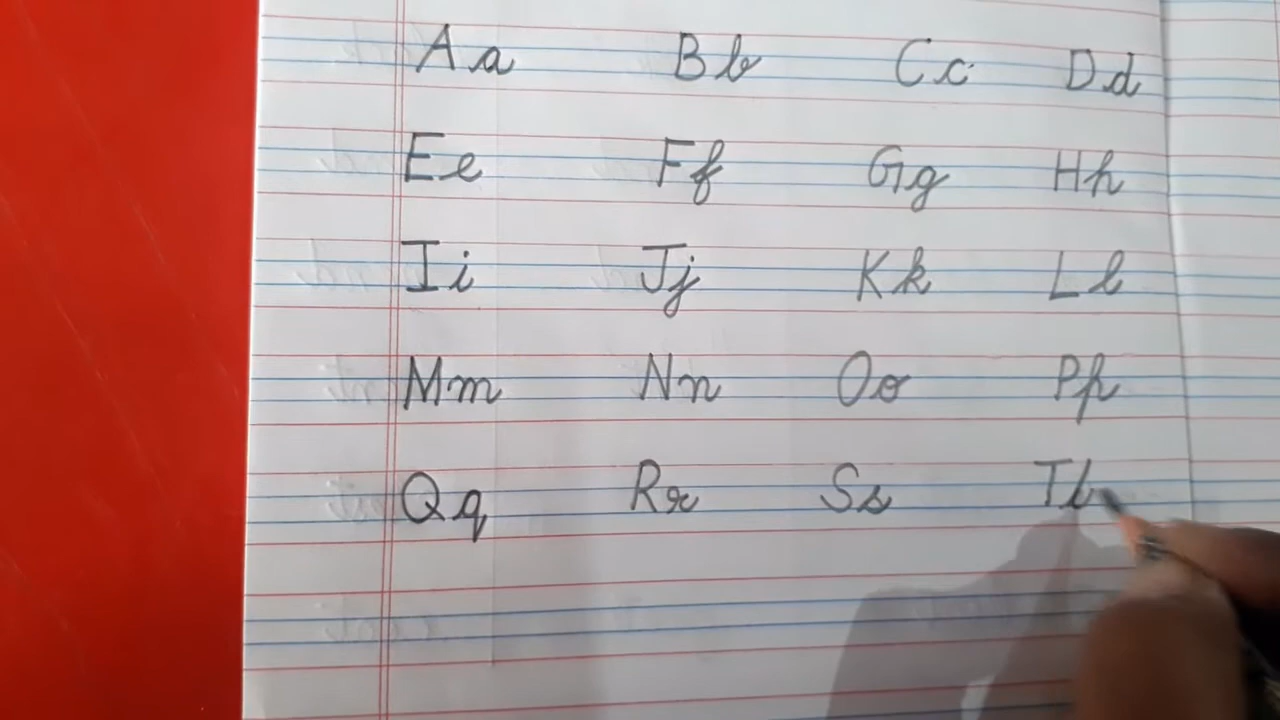 Aa Bb Cc Dd
Ee Ff Gg Hh
Ii Jj Kk Ll
Mm Nn Oo Pp
Qq Rr Ss Tt